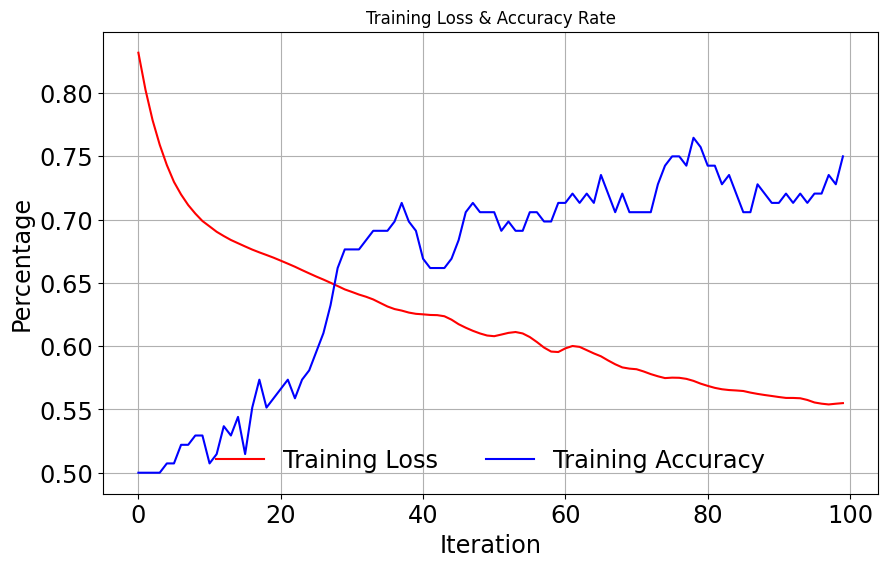 Training Loss & Accuracy Rate
Percentage
0.80
0.75
0.70
0.65
0.60
0.55
0.50
Training Loss
Training Accuracy
0
20
40
60
80
100
Iteration